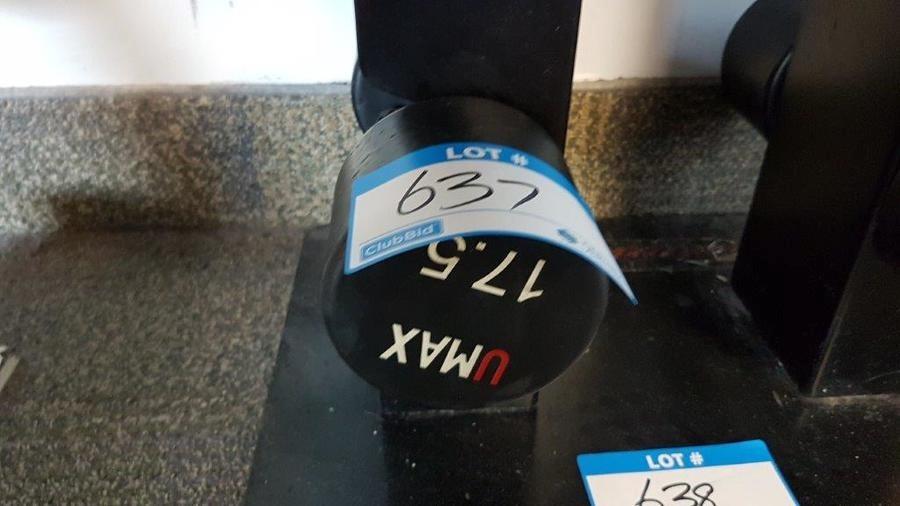 LOT #
637
ClubBid
17.5
UMAX
LOT #
638